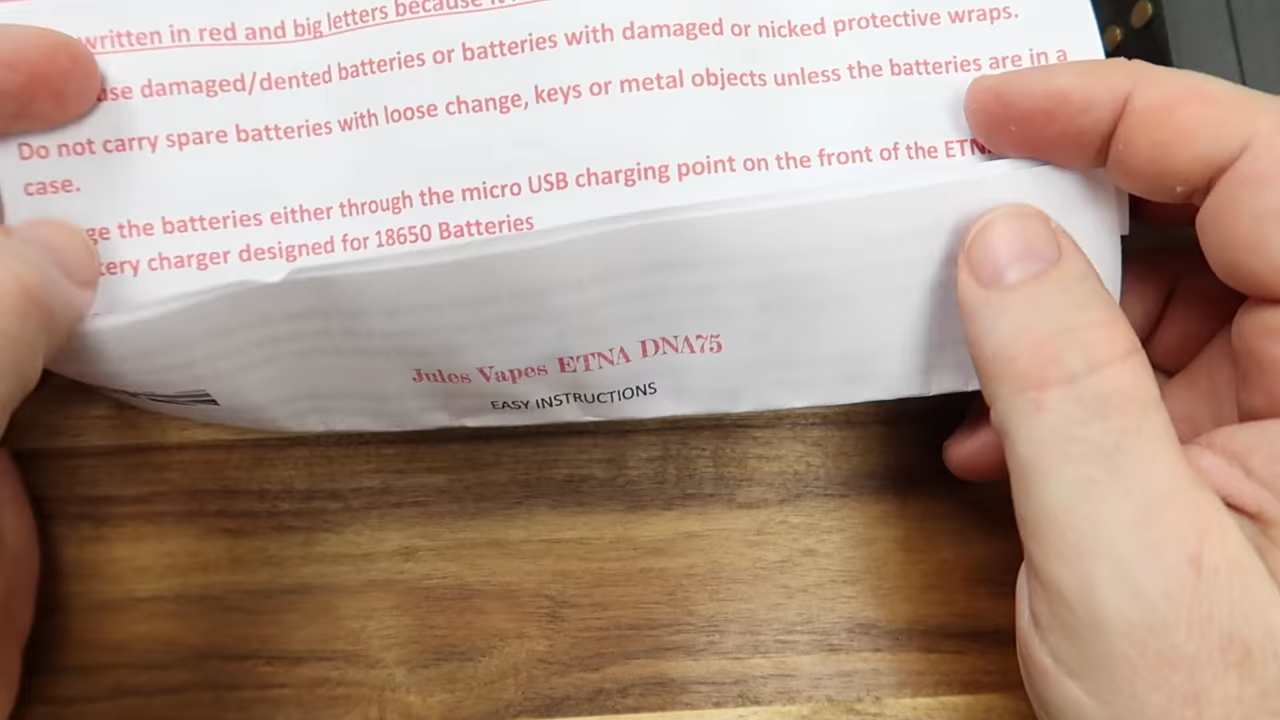 written in red and big letters because
use damaged/dented batteries or batteries with damaged or nicked protective wraps.
Do not carry spare batteries with loose change, keys or metal objects unless the batteries are in a
case.
ge the batteries either through the micro USB charging point on the front of the ETN
tery charger designed for 18650 Batteries
Jules Vapes ETNA DNA75
EASY INSTRUCTIONS